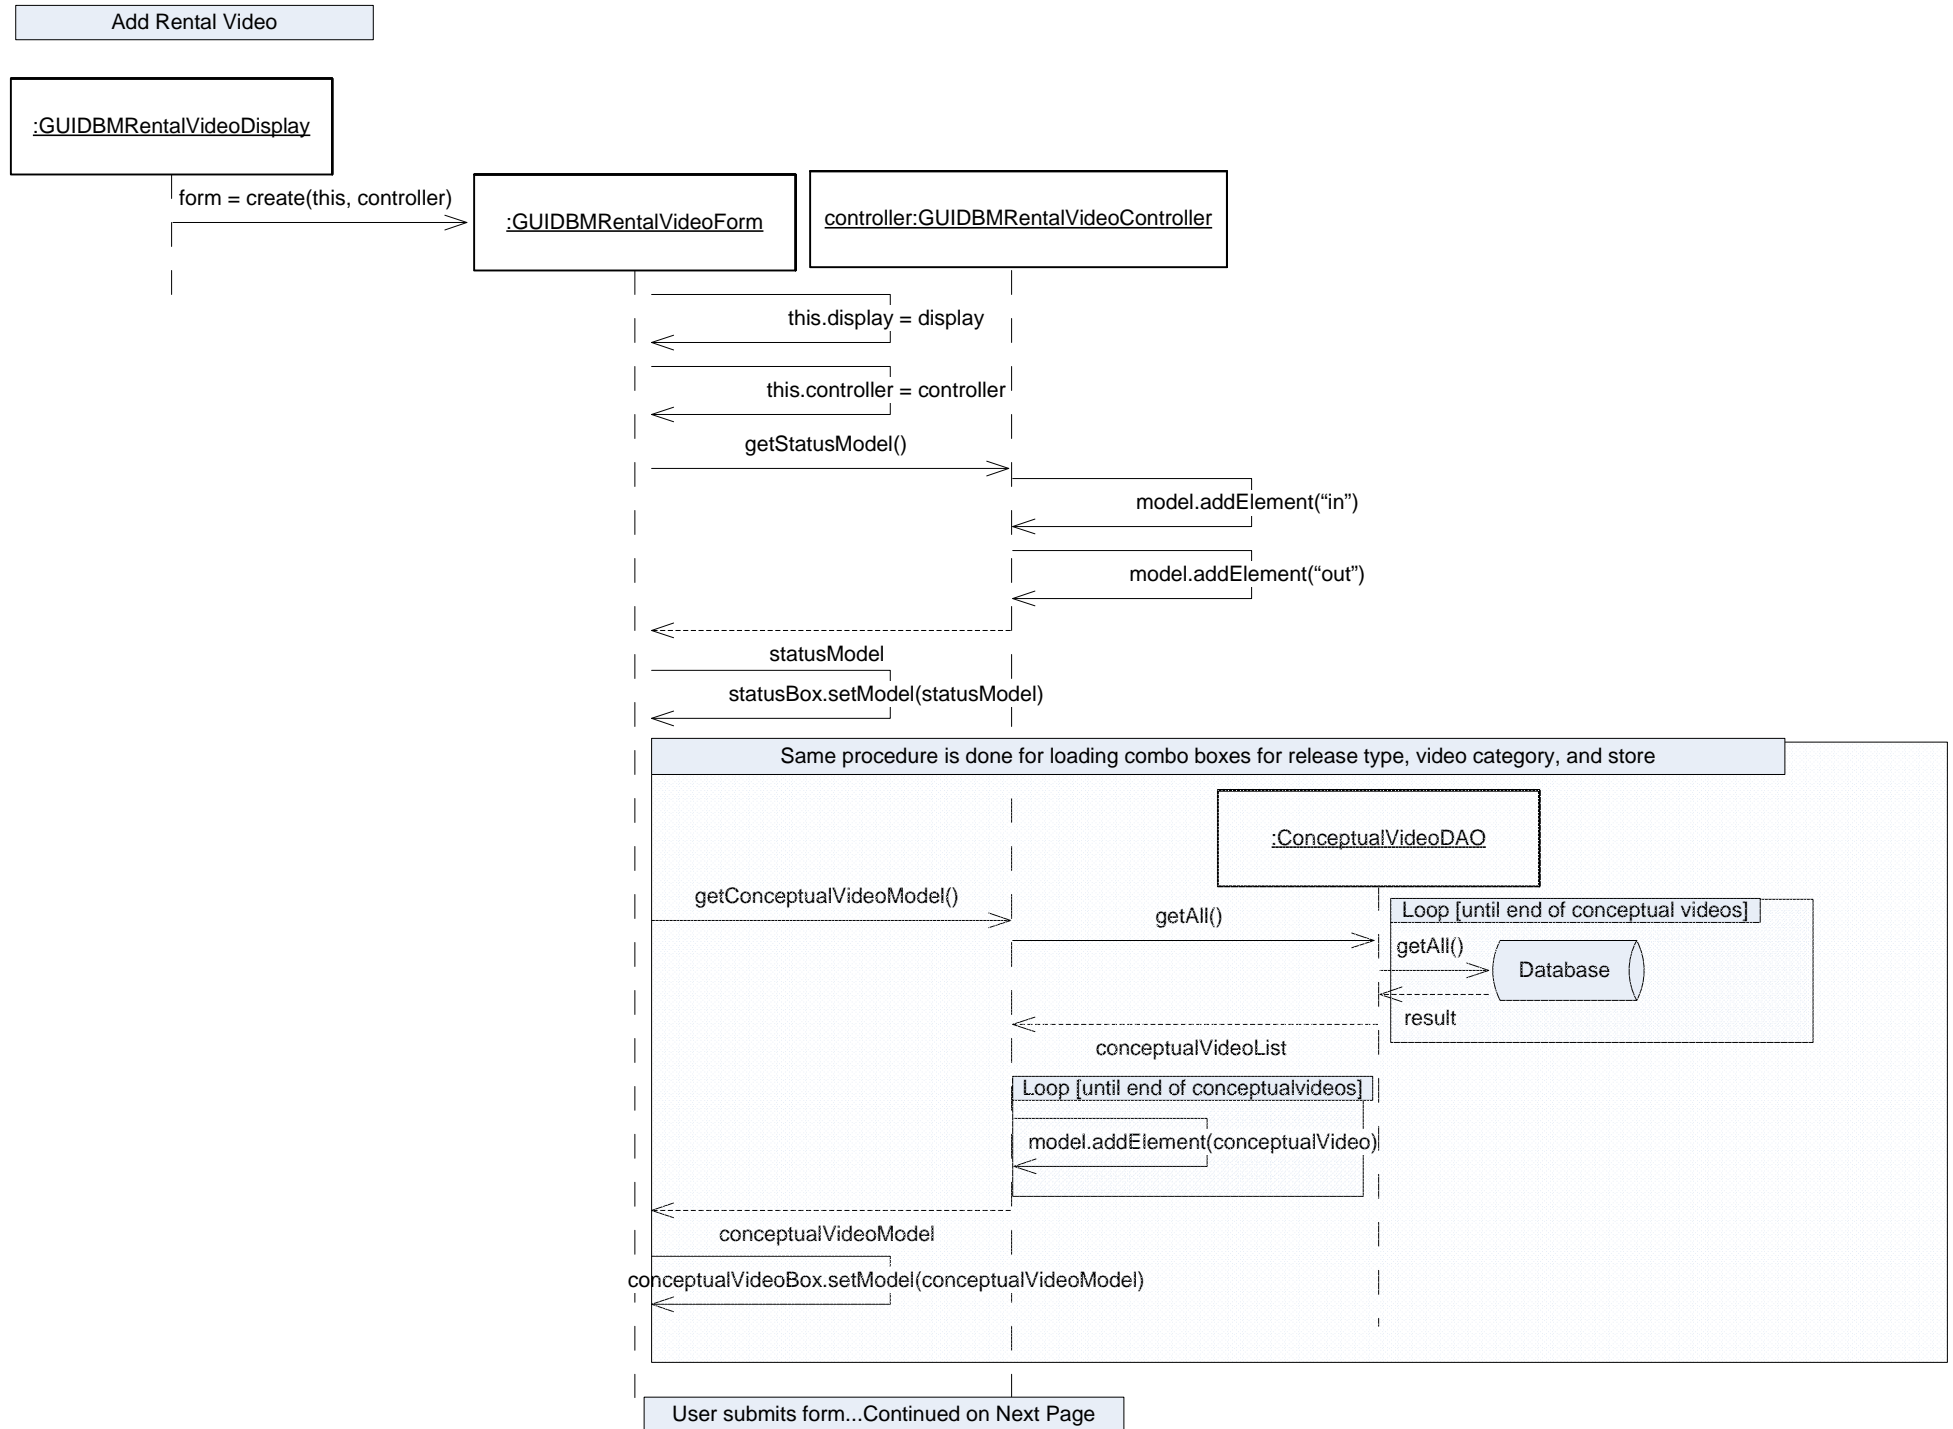 Add Rental Video
:GUIDBMRentalVideoDisplay
form = create(this, controller)
:GUIDBMRentalVideoForm
controller:GUIDBMRentalVideoController
this.display = display
this.controller = controller
getStatusModel()
model.addElement(“in”)
model.addElement(“out”)
statusModel
statusBox.setModel(statusModel)
Same procedure is done for loading combo boxes for release type, video category, and store
:ConceptualVideoDAO
getConceptualVideoModel()
getAll()
Loop [until end of conceptual videos]
getAll()
Database
result
conceptualVideoList
Loop [until end of conceptualvideos]
model.addElement(conceptualVideo)
conceptualVideoModel
conceptualVideoBox.setModel(conceptualVideoModel)
User submits form...Continued on Next Page